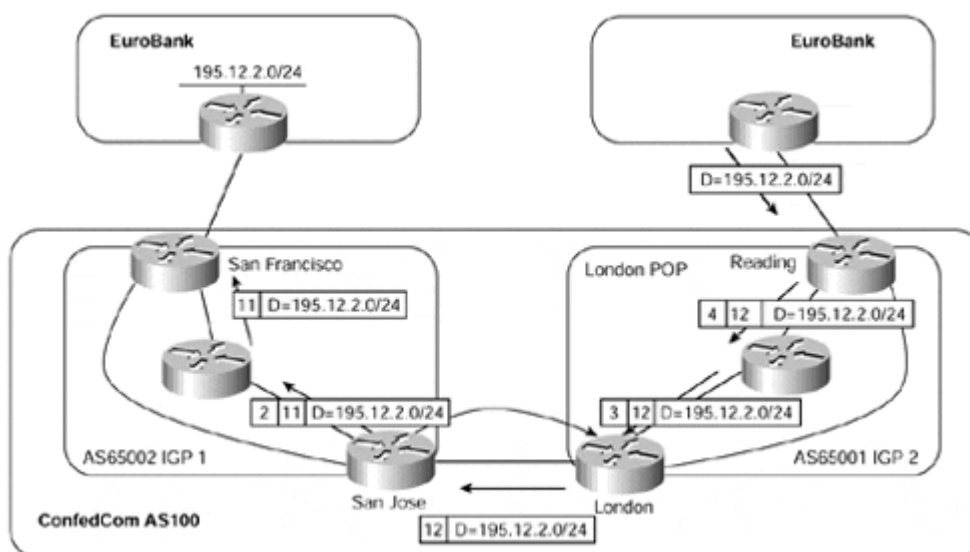 EuroBank
EuroBank
195.12.2.0/24
D=195.12.2.0/24
San Francisco
London POP
Reading
11 D=195.12.2.0/24
4 12 D=195.12.2.0/24
2 11 D=195.12.2.0/24
3 12 D=195.12.2.0/24
AS65002 IGP 1
AS65001 IGP 2
San Jose
London
ConfedCom AS100
12 D=195.12.2.0/24